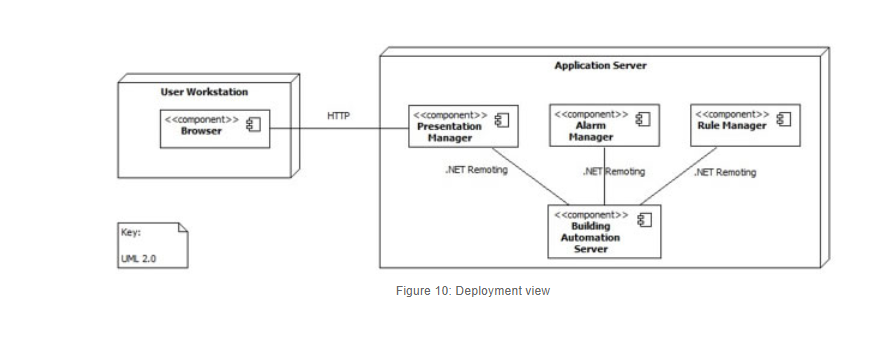 User Workstation
<<component>>
Browser
HTTP
Application Server
<<component>>
Presentation
Manager
<<component>>
Alarm
Manager
<<component>>
Rule Manager
.NET Remoting
.NET Remoting
.NET Remoting
<<component>>
Building
Automation
Server
Key:
UML 2.0
Figure 10: Deployment view